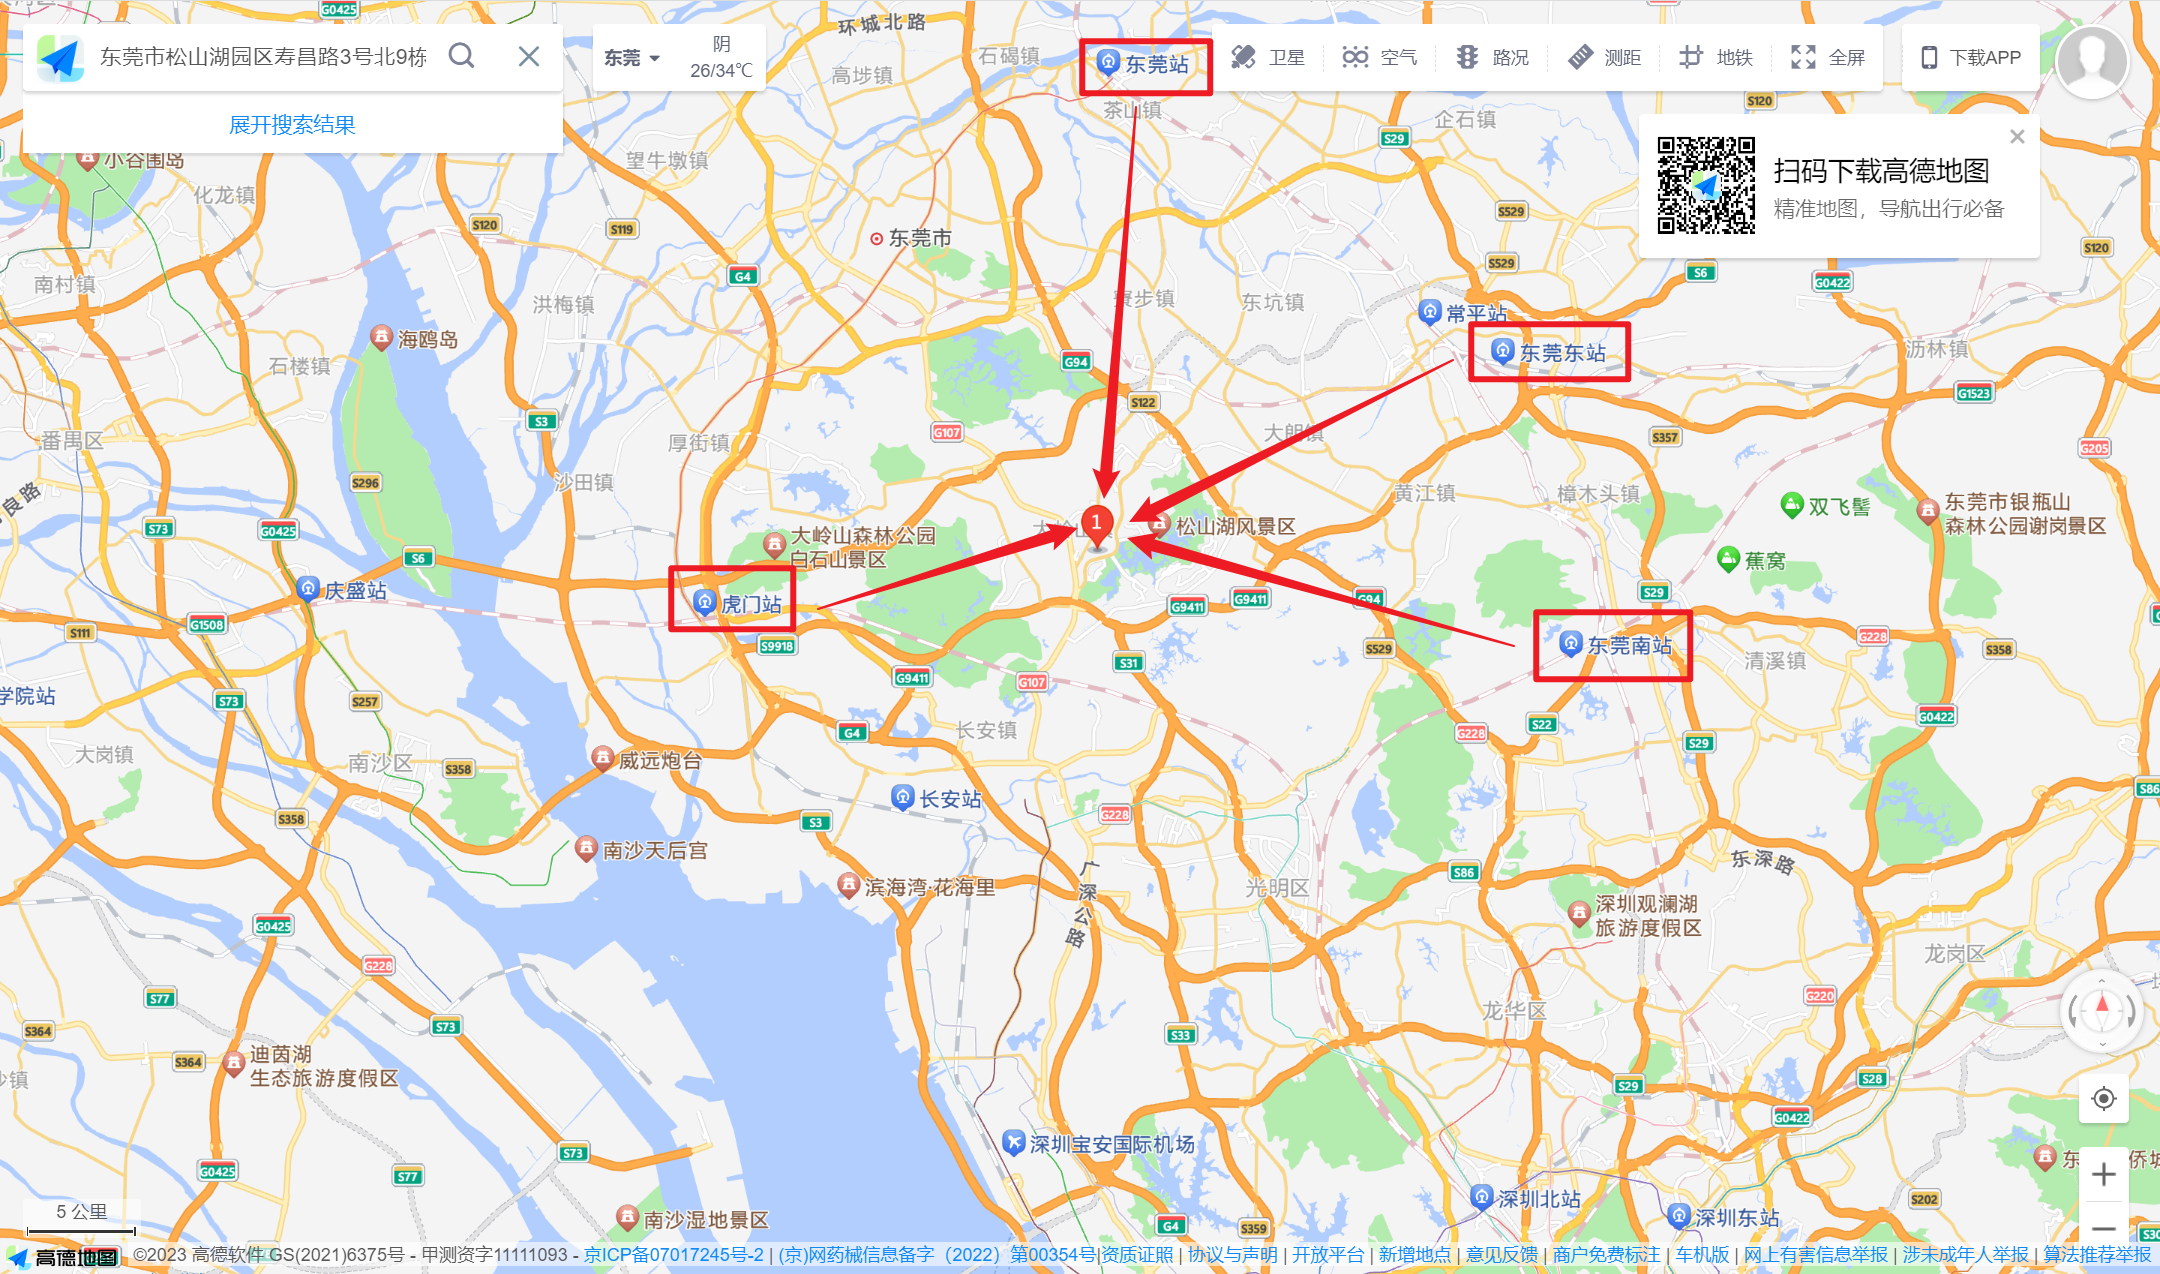 东莞市松山湖园区寿昌路3号北9栋
展开搜索结果
东莞
阴
26/34℃
卫星
空气
路况
测距
地铁
全屏
下载APP
扫码下载高德地图
精准地图，导航出行必备
环城北路
G0425
石碣镇
高埗镇
东莞站
茶山镇
企石镇
S120
S29
小谷围岛
化龙镇
望牛墩镇
S120
S119
S529
东莞市
S529
S120
G4
S6
G0422
南村镇
洪梅镇
寮步镇
东坑镇
常平站
东莞东站
海鸥岛
石楼镇
G94
沥林镇
G1523
S122
S3
G107
番禺区
厚街镇
大朗镇
S357
G205
沙田镇
S296
黄江镇
樟木头镇
双飞髻
东莞市银瓶山
森林公园谢岗景区
良路
S73
G0425
大岭山森林公园
白石山景区
1
松山湖风景区
S6
蕉窝
庆盛站
虎门站
G9411
G9411
G94
S29
G1508
S111
S9918
东莞南站
G228
S358
S529
清溪镇
S31
G9411
G107
学院站
S73
S257
G0422
长安镇
G4
G228
S22
S29
大岗镇
南沙区
S358
威远炮台
长安站
S86
S358
S3
G228
南沙天后宫
滨海湾·花海里
广深公路
光明区
S86
东深路
深圳观澜湖
旅游度假区
G0425
龙岗区
G228
S77
G220
龙华区
S73
S364
S33
迪茵湖
生态旅游度假区
S364
沙镇
S29
S28
G0422
深圳宝安国际机场
S73
G0425
S77
深圳北站
深圳东站
S202
南沙湿地景区
G4
S359
5 公里
高德地图
©2023 高德软件 GS(2021)6375号 - 甲测资字11111093 - 京ICP备07017245号-2 | (京)网药械信息备字（2022）第00354号|资质证照 | 协议与声明 | 开放平台 | 新增地点 | 意见反馈 | 商户免费标注 | 车机版 | 网上有害信息举报 | 涉未成年人举报 | 算法推荐举报